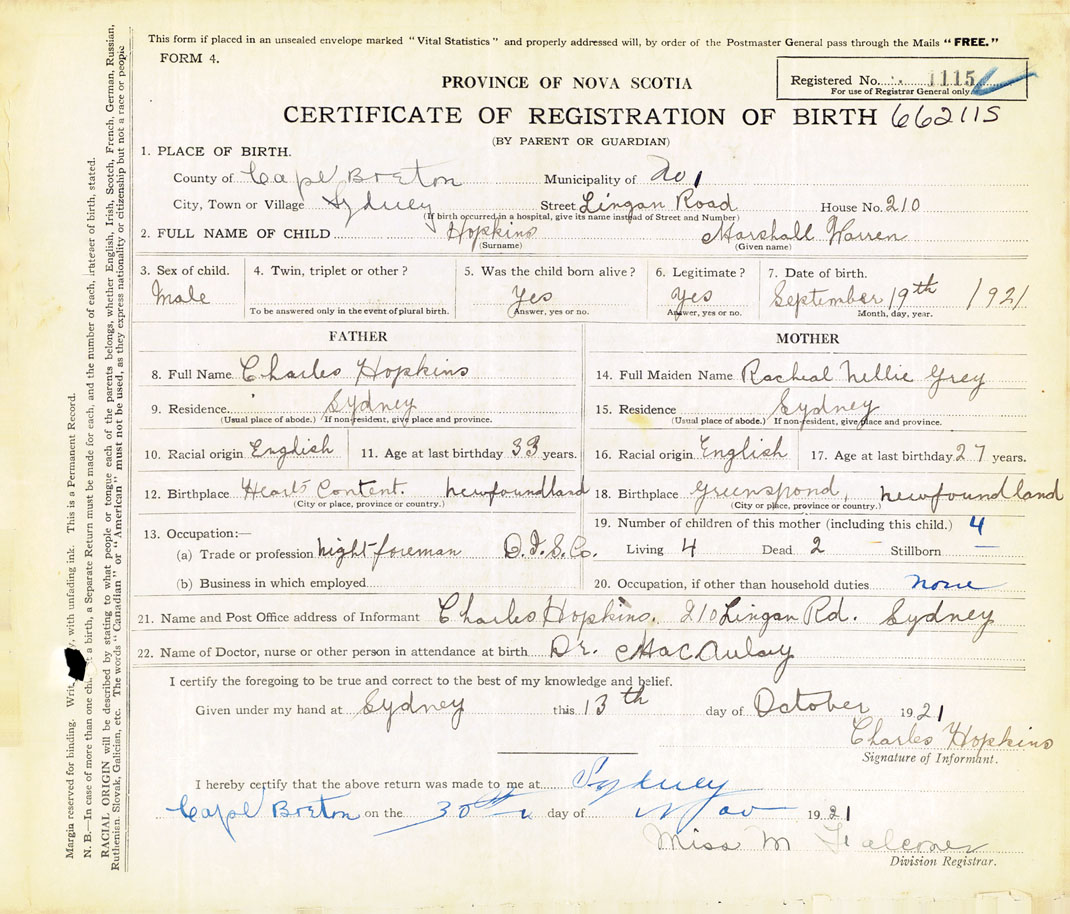 This form if placed in an unsealed envelope marked "Vital Statistics" and properly addressed will, by order of the Postmaster General pass through the Mails "FREE."
FORM 4.
PROVINCE OF NOVA SCOTIA
Registered No. 1115
For use of Registrar General only.
CERTIFICATE OF REGISTRATION OF BIRTH 662115
(BY PARENT OR GUARDIAN)
1. PLACE OF BIRTH.
County of Cape Breton Municipality of
City, Town or Village Sydney Street Lingan Road House No. 210
(If birth occurred in a hospital, give its name instead of Street and Number)
2. FULL NAME OF CHILD Hopkins Marshall Warren
(Surname) (Given name)
3. Sex of child. 4. Twin, triplet or other? 5. Was the child born alive? 6. Legitimate? 7. Date of birth.
Male Yes Yes September 19th 1921
To be answered only in the event of plural birth. Answer, yes or no. Answer, yes or no. Month, day, year.
FATHER MOTHER
8. Full Name Charles Hopkins 14. Full Maiden Name Racheal Nellie Grey
9. Residence Sydney 15. Residence Sydney
(Usual place of abode.) If non-resident, give place and province. (Usual place of abode.) If non-resident, give place and province.
10. Racial origin English 11. Age at last birthday 33 years. 16. Racial origin English 17. Age at last birthday 27 years.
12. Birthplace Heart's Content. Newfoundland 18. Birthplace Greenspond, Newfoundland
(City or place, province or country.) (City or place, province or country.)
13. Occupation:— 19. Number of children of this mother (including this child.) 4
(a) Trade or profession night foreman D.I.S.Co. Living 4 Dead 2 Stillborn —
(b) Business in which employed 20. Occupation, if other than household duties none
21. Name and Post Office address of Informant Charles Hopkins. 210 Lingan Rd. Sydney
22. Name of Doctor, nurse or other person in attendance at birth Dr. MacAulay
I certify the foregoing to be true and correct to the best of my knowledge and belief.
Given under my hand at Sydney this 13th day of October 1921
Charles Hopkins
Signature of Informant.
I hereby certify that the above return was made to me at Sydney
Cape Breton on the 30th day of Nov 1921
Miss M Falconer
Division Registrar.
Margin reserved for binding. with unfading ink. This is a Permanent Record.
N. B.—In case of more than one at a birth, a Separate Return must be made for each, and the number of each, of birth, stated.
RACIAL ORIGIN will be described by stating to what people or tongue each of the parents belongs, whether English, Irish, Scotch, French, German, Russian,
Ruthenian, Slovak, Galician, etc. The words "Canadian" or "American" must not be used, as they express nationality or citizenship but not a race or people